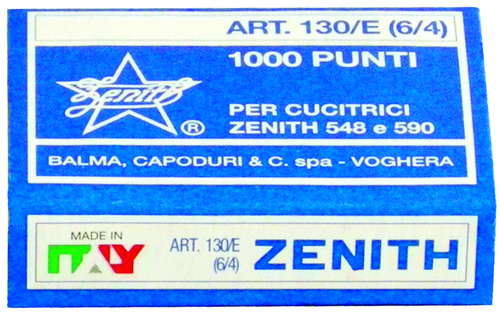 ART. 130/E (6/4)
1000 PUNTI
Zenith
®
PER CUCITRICI
ZENITH 548 e 590
BALMA, CAPODURI & C. spa - VOGHERA
MADE IN
ITALY
ART. 130/E
(6/4)
ZENITH